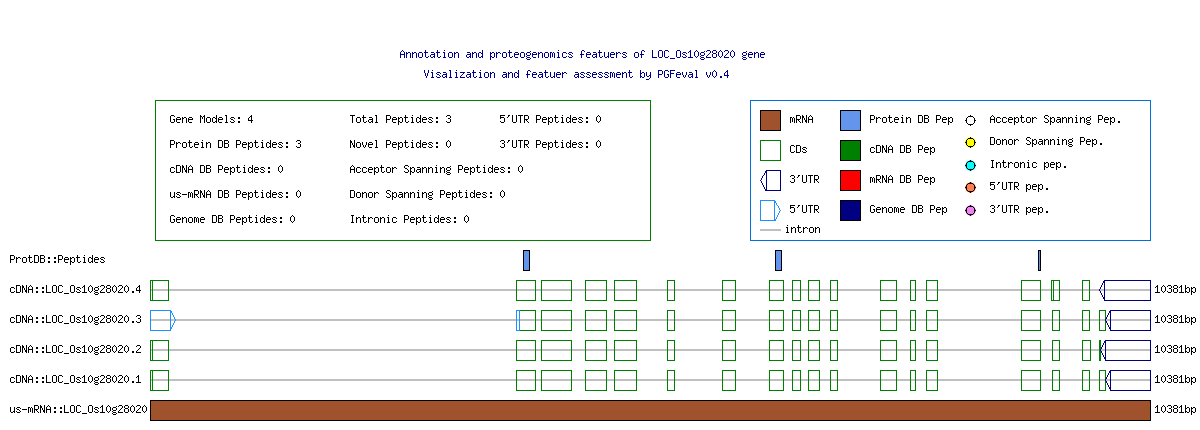 Annotation and proteogenomics featuers of LOC_Os10g28020 gene
Visalization and featuer assessment by PGFeval v0.4
Gene Models: 4 Total Peptides: 3 5'UTR Peptides: 0
Protein DB Peptides: 3 Novel Peptides: 0 3'UTR Peptides: 0
cDNA DB Peptides: 0 Acceptor Spanning Peptides: 0
us-mRNA DB Peptides: 0 Donor Spanning Peptides: 0
Genome DB Peptides: 0 Intronic Peptides: 0
mRNA Protein DB Pep Acceptor Spanning Pep.
CDs cDNA DB Pep Donor Spanning Pep.
3'UTR mRNA DB Pep Intronic pep.
5'UTR Genome DB Pep 5'UTR pep.
intron 3'UTR pep.
ProtDB::Peptides
cDNA::LOC_Os10g28020.4 10381bp
cDNA::LOC_Os10g28020.3 10381bp
cDNA::LOC_Os10g28020.2 10381bp
cDNA::LOC_Os10g28020.1 10381bp
us-mRNA::LOC_Os10g28020 10381bp